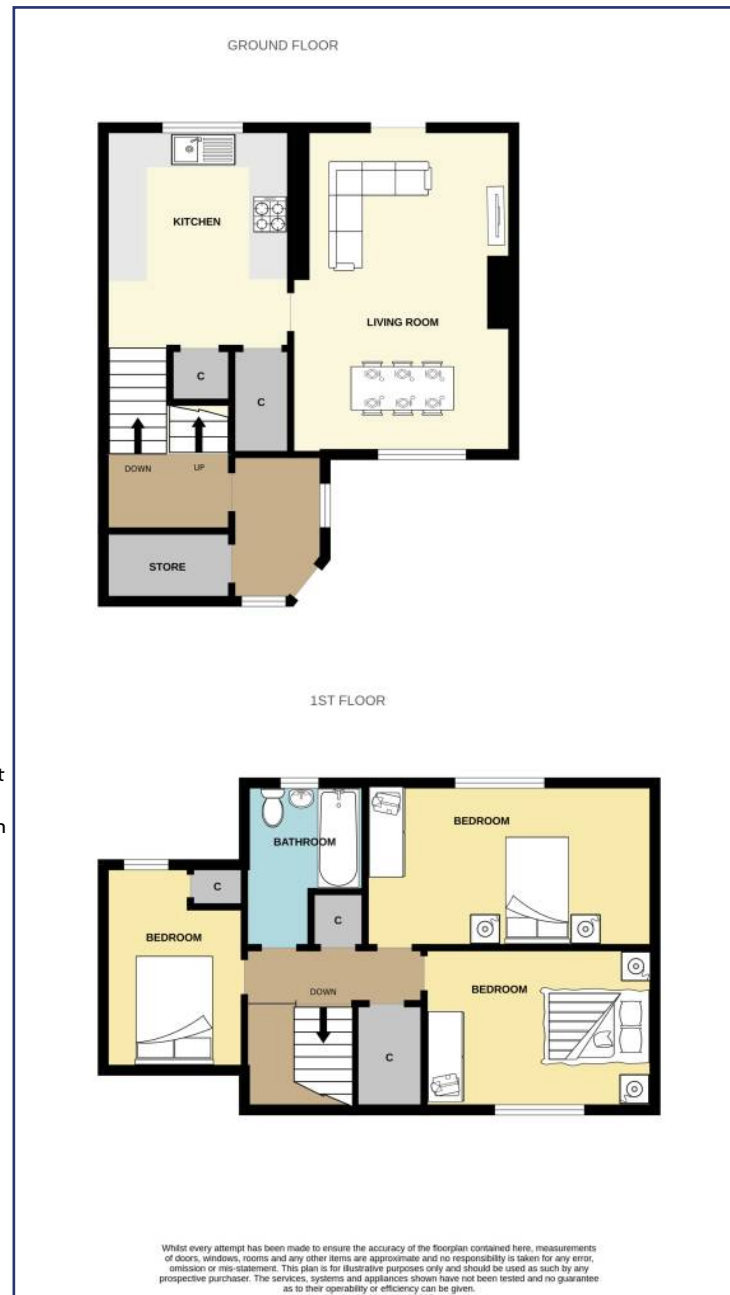 GROUND FLOOR
KITCHEN
LIVING ROOM
C
C
DOWN
UP
STORE
1ST FLOOR
t
n
BATHROOM
BEDROOM
C
C
BEDROOM
DOWN
BEDROOM
C
Whilst every attempt has been made to ensure the accuracy of the floorplan contained here, measurements
of doors, windows, rooms and any other items are approximate and no responsibility is taken for any error,
omission or mis-statement. This plan is for illustrative purposes only and should be used as such by any
prospective purchaser. The services, systems and appliances shown have not been tested and no guarantee
as to their operability or efficiency can be given.